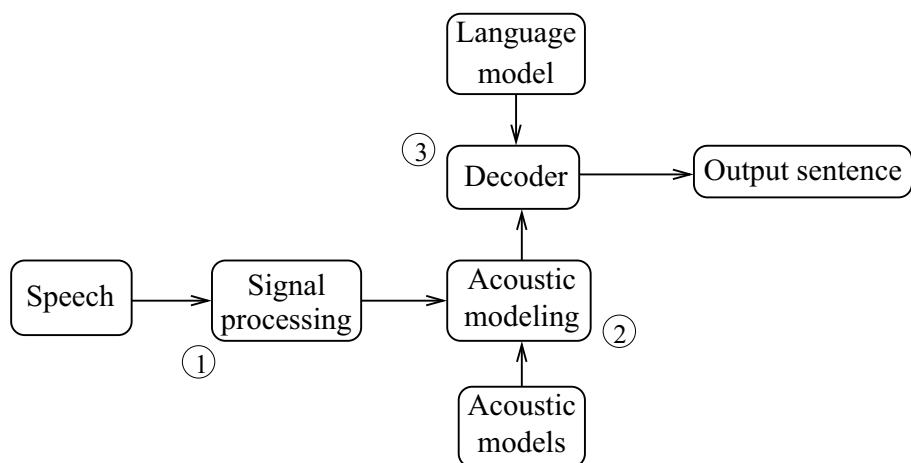 Language
model
3
Decoder
Output sentence
Speech
Signal
processing
Acoustic
modeling
1
2
Acoustic
models